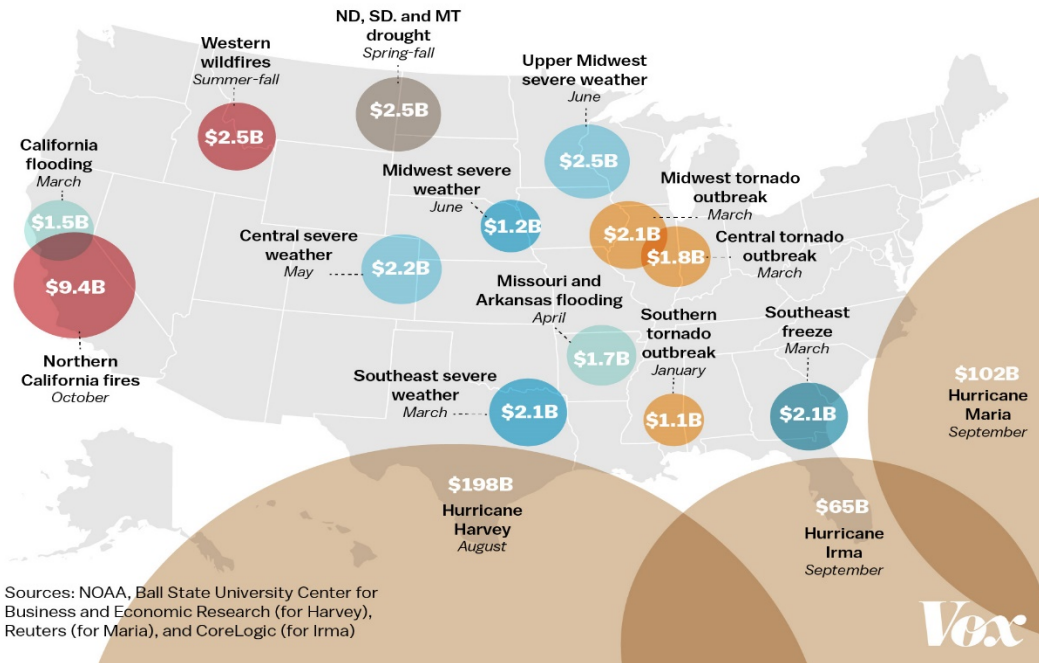 ND, SD. and MT
drought
Spring-fall
$2.5B
Western
wildfires
Summer-fall
$2.5B
Upper Midwest
severe weather
June
$2.5B
California
flooding
March
$1.5B
Midwest severe
weather
June
$1.2B
Midwest tornado
outbreak
March
$2.1B
Central severe
weather
May
$2.2B
Central tornado
outbreak
March
$1.8B
$9.4B
Northern
California fires
October
Missouri and
Arkansas flooding
April
$1.7B
Southern
tornado
outbreak
January
$1.1B
Southeast
freeze
March
$2.1B
Southeast severe
weather
March
$2.1B
$102B
Hurricane
Maria
September
$198B
Hurricane
Harvey
August
$65B
Hurricane
Irma
September
Sources: NOAA, Ball State University Center for
Business and Economic Research (for Harvey),
Reuters (for Maria), and CoreLogic (for Irma)
Vox